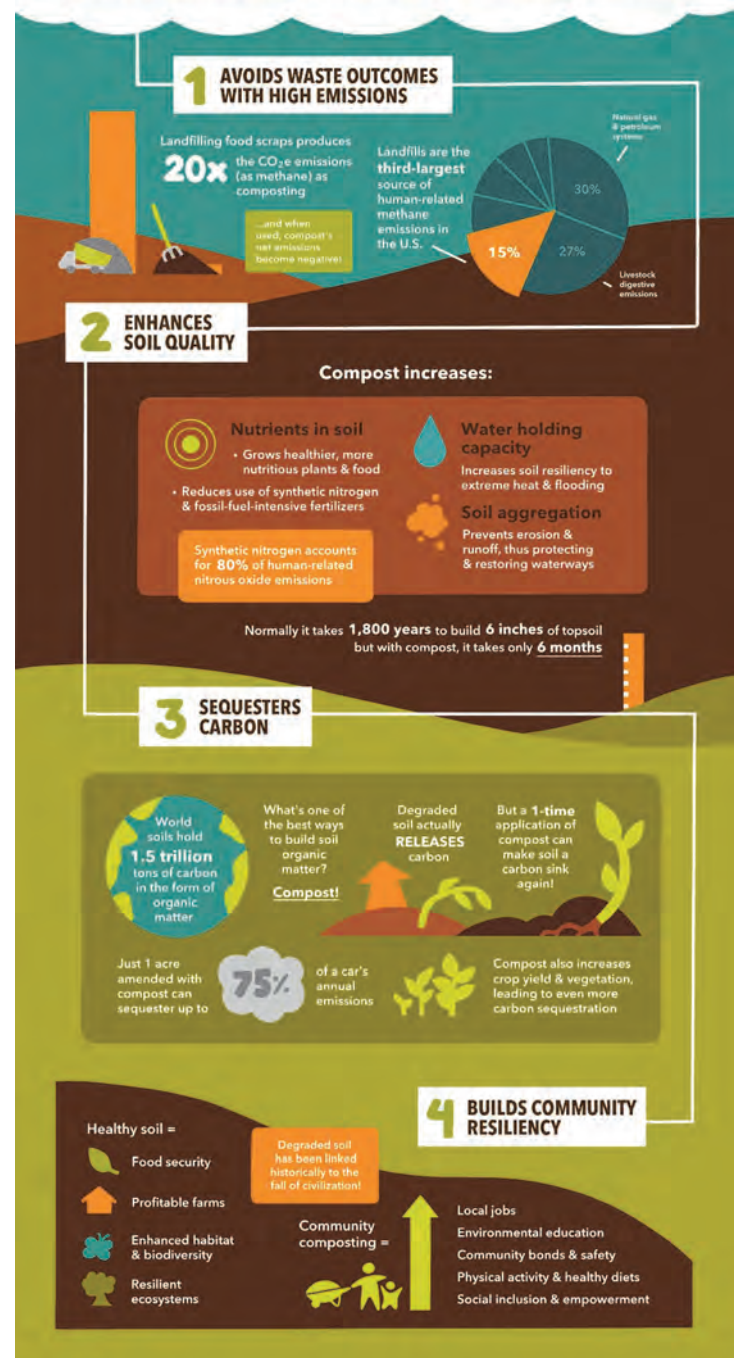 1 AVOIDS WASTE OUTCOMES
WITH HIGH EMISSIONS
Landfilling food scraps produces
20x the CO₂e emissions
(as methane) as
composting
...and when
used, compost's
net emissions
become negative!
Landfills are the
third-largest
source of
human-related
methane
emissions in
the U.S.
Natural gas
& petroleum
systems
30%
15%
27%
Livestock
digestive
emissions
2 ENHANCES
SOIL QUALITY
Compost increases:
Nutrients in soil
• Grows healthier, more
nutritious plants & food
• Reduces use of synthetic nitrogen
& fossil-fuel-intensive fertilizers
Synthetic nitrogen accounts
for 80% of human-related
nitrous oxide emissions
Water holding
capacity
Increases soil resiliency to
extreme heat & flooding
Soil aggregation
Prevents erosion &
runoff, thus protecting
& restoring waterways
Normally it takes 1,800 years to build 6 inches of topsoil
but with compost, it takes only 6 months
3 SEQUESTERS
CARBON
World
soils hold
1.5 trillion
tons of carbon
in the form of
organic
matter
What's one of
the best ways
to build soil
organic
matter?
Compost!
Degraded
soil actually
RELEASES
carbon
But a 1-time
application of
compost can
make soil a
carbon sink
again!
Just 1 acre
amended with
compost can
sequester up to
75%
of a car's
annual
emissions
Compost also increases
crop yield & vegetation,
leading to even more
carbon sequestration
4 BUILDS COMMUNITY
RESILIENCY
Healthy soil =
Food security
Profitable farms
Enhanced habitat
& biodiversity
Resilient
ecosystems
Degraded soil
has been linked
historically to the
fall of civilization!
Community
composting =
Local jobs
Environmental education
Community bonds & safety
Physical activity & healthy diets
Social inclusion & empowerment